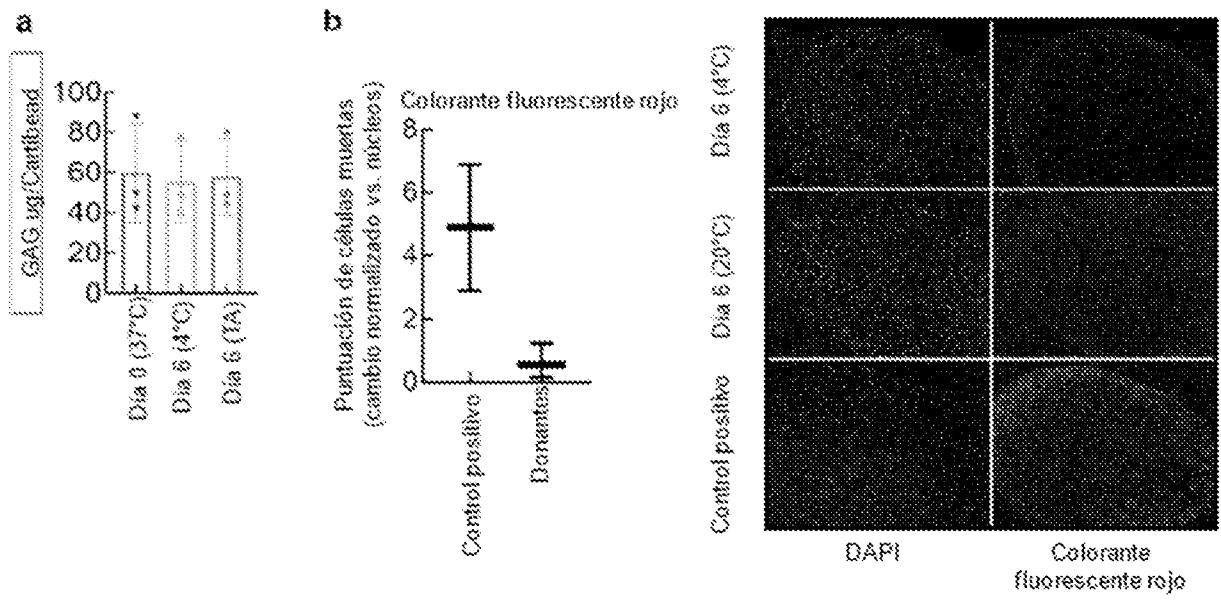 a
GAG ug/Cartibead
100
80
60
40
20
0
Día 0 (37°C)
Día 6 (4°C)
Día 6 (TA)
b
Puntuación de células muertas
(cambio normalizado vs. núcleos)
Colorante fluorescente rojo
8
6
4
2
0
Control positivo
Donantes
Día 6 (4°C)
Día 6 (20°C)
Control positivo
DAPI
Colorante
fluorescente rojo